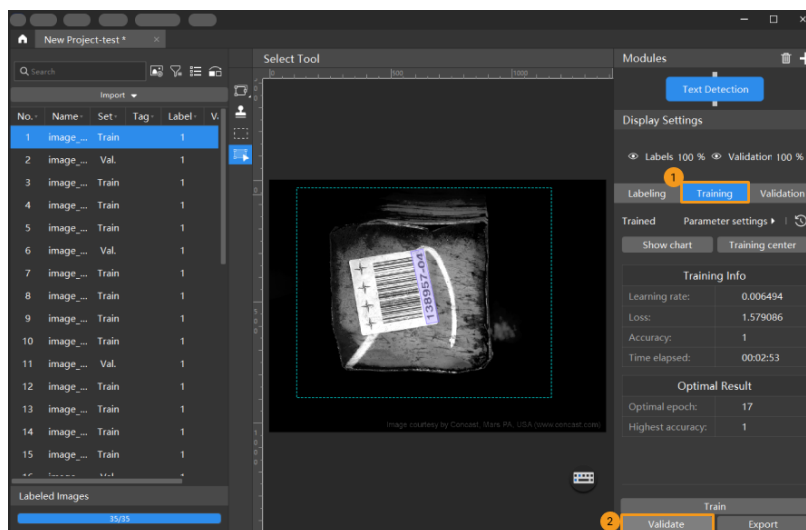 New Project-test *
Search
Import
No. Name Set Tag Label V.
1 image_... Train 1
2 image_... Val. 1
3 image_... Train 1
4 image_... Train 1
5 image_... Train 1
6 image_... Val. 1
7 image_... Train 1
8 image_... Train 1
9 image_... Train 1
10 image_... Train 1
11 image_... Val. 1
12 image_... Train 1
13 image_... Train 1
14 image_... Train 1
15 image_... Train 1
Labeled Images
35/35
Select Tool
0 500 1000
138957-04
Image courtesy by Concast, Mars PA, USA (www.concast.com)
Modules
Text Detection
Display Settings
Labels 100 % Validation 100 %
1
Labeling Training Validation
Trained Parameter settings
Show chart Training center
Training Info
Learning rate: 0.006494
Loss: 1.579086
Accuracy: 1
Time elapsed: 00:02:53
Optimal Result
Optimal epoch: 17
Highest accuracy: 1
Train
2
Validate Export